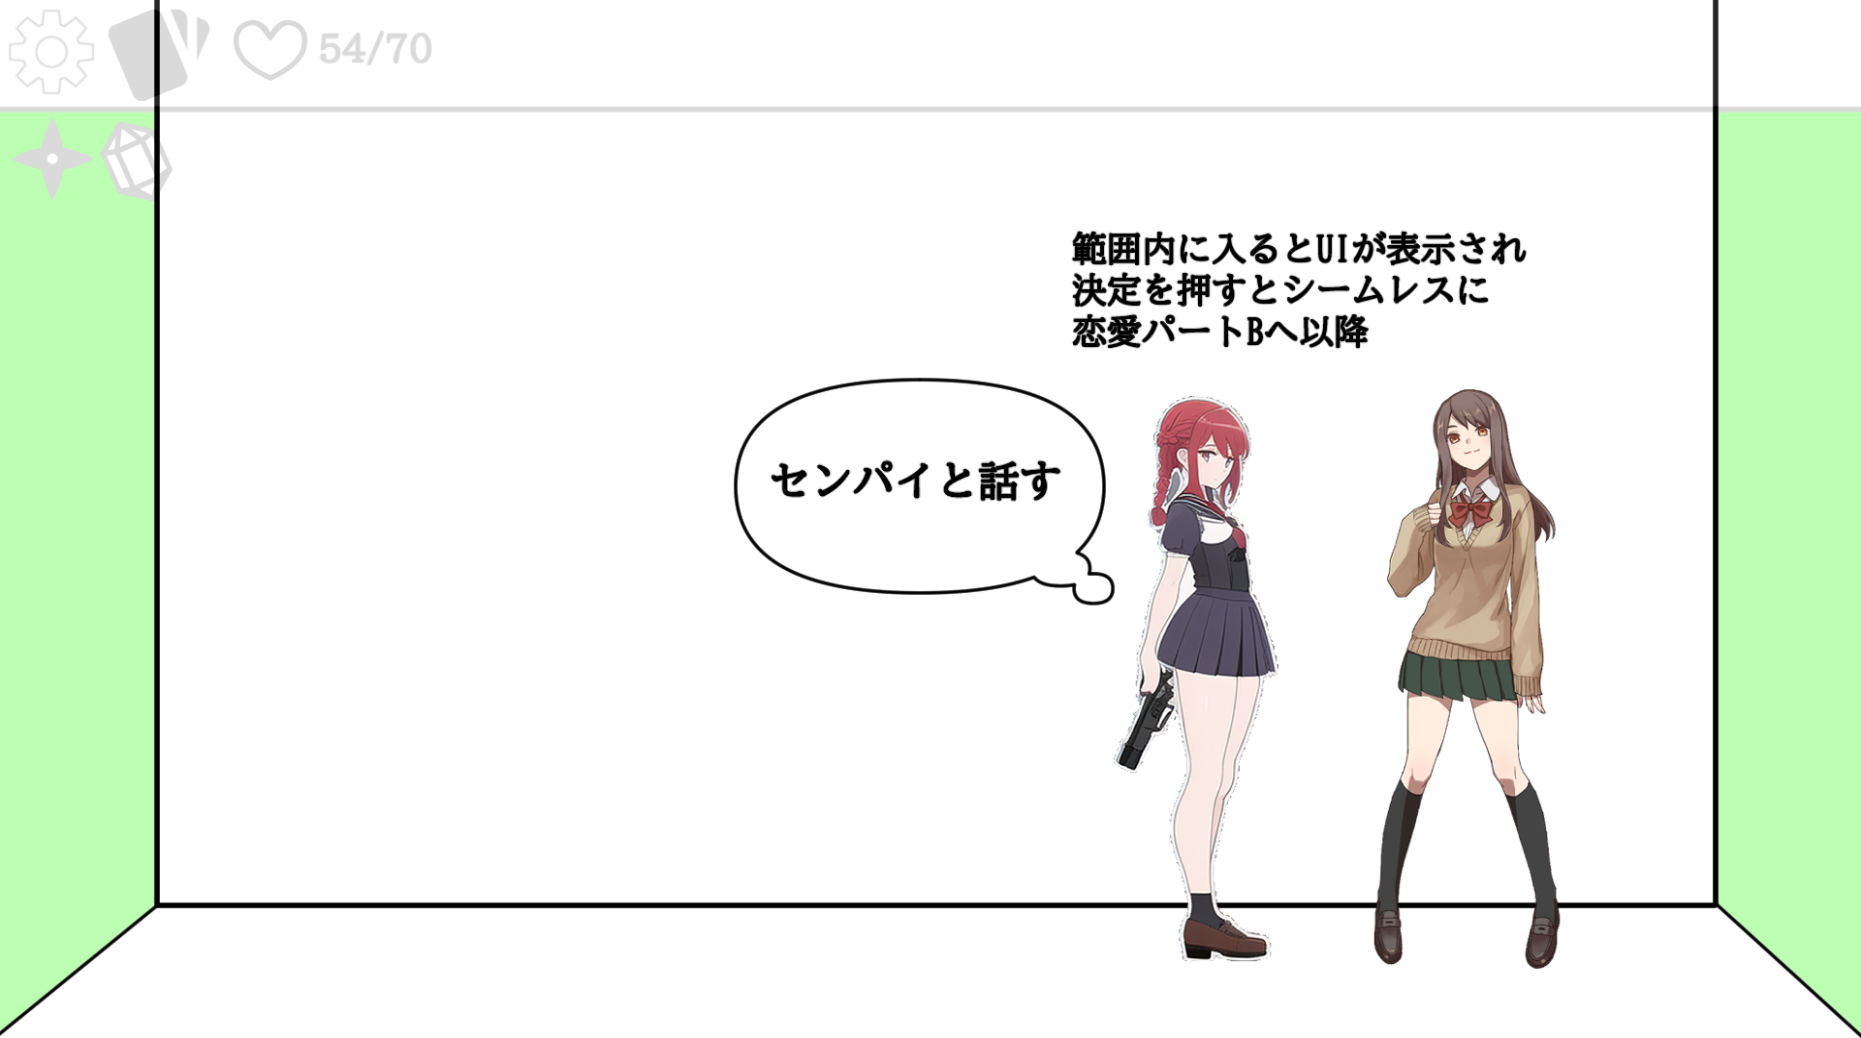 54/70
範囲内に入るとUIが表示され
決定を押すとシームレスに
恋愛パートBへ以降
センパイと話す